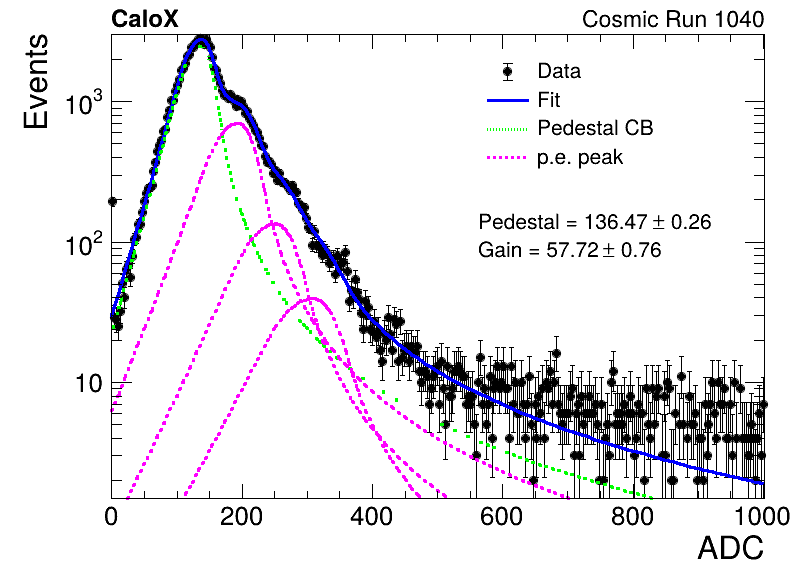 CaloX Cosmic Run 1040
Events
Data
Fit
Pedestal CB
p.e. peak
Pedestal = 136.47 ± 0.26
Gain = 57.72 ± 0.76
10³
10²
10
0 200 400 600 800 1000
ADC